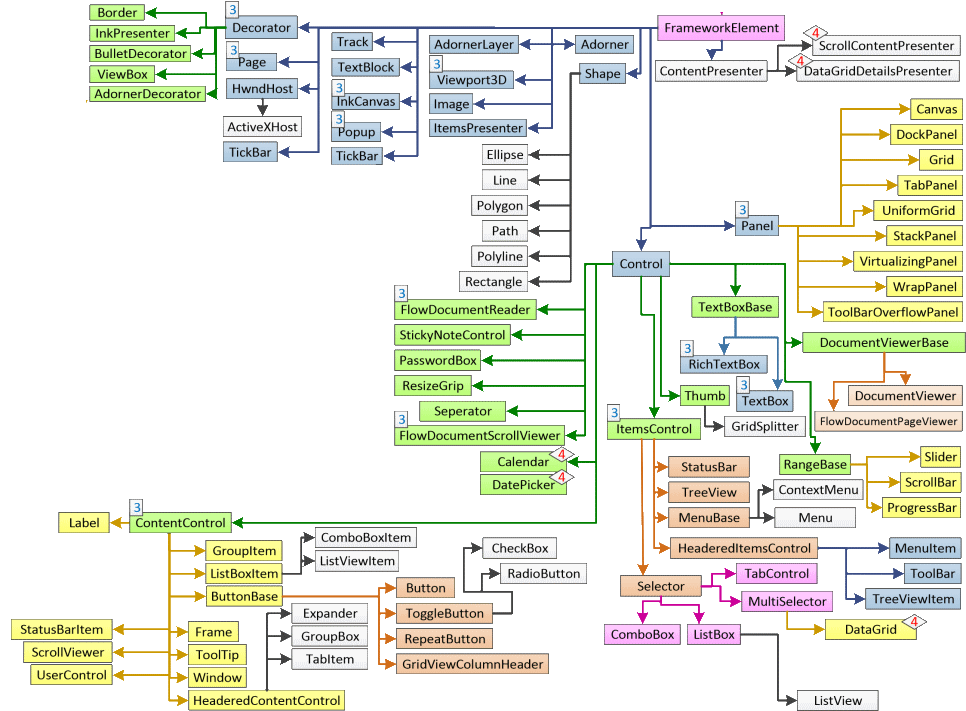 Border
3
Decorator
FrameworkElement
InkPresenter
Track
AdornerLayer
Adorner
4
ScrollContentPresenter
BulletDecorator
3
Page
TextBlock
3
Viewport3D
Shape
ContentPresenter
4
DataGridDetailsPresenter
ViewBox
HwndHost
3
InkCanvas
Image
AdornerDecorator
ActiveXHost
3
Popup
ItemsPresenter
Canvas
TickBar
TickBar
DockPanel
Ellipse
Grid
Line
TabPanel
Polygon
UniformGrid
Path
3
Panel
StackPanel
Polyline
Control
VirtualizingPanel
Rectangle
WrapPanel
3
FlowDocumentReader
TextBoxBase
ToolBarOverflowPanel
StickyNoteControl
DocumentViewerBase
PasswordBox
3
RichTextBox
ResizeGrip
Thumb
3
TextBox
DocumentViewer
Seperator
3
ItemsControl
GridSplitter
FlowDocumentPageViewer
3
FlowDocumentScrollViewer
Calendar
4
StatusBar
RangeBase
Slider
DatePicker
4
TreeView
ContextMenu
ScrollBar
MenuBase
Menu
ProgressBar
Label
3
ContentControl
ComboBoxItem
GroupItem
ListViewItem
CheckBox
HeaderedItemsControl
MenuItem
ListBoxItem
RadioButton
TabControl
ToolBar
ButtonBase
Button
Selector
MultiSelector
TreeViewItem
Expander
ToggleButton
StatusBarItem
Frame
GroupBox
RepeatButton
ComboBox
ListBox
DataGrid
4
ScrollViewer
ToolTip
TabItem
GridViewColumnHeader
UserControl
Window
HeaderedContentControl
ListView